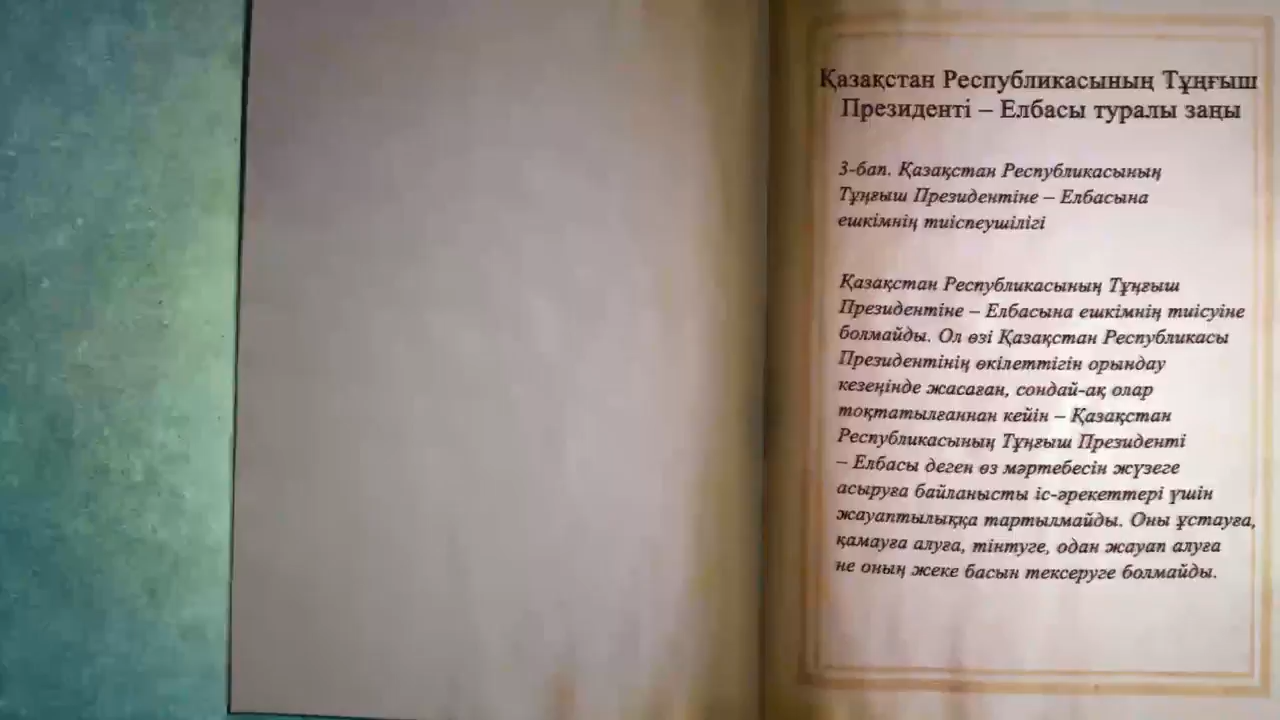 Қазақстан Республикасының Тұңғыш
Президенті – Елбасы туралы заңы
3-бап. Қазақстан Республикасының
Тұңғыш Президентіне – Елбасына
ешкімнің тиіспеушілігі
Қазақстан Республикасының Тұңғыш
Президентіне – Елбасына ешкімнің тиісуіне
болмайды. Ол өзі Қазақстан Республикасы
Президентінің өкілеттігін орындау
кезеңінде жасаған, сондай-ақ олар
тоқтатылғаннан кейін – Қазақстан
Республикасының Тұңғыш Президенті
– Елбасы деген өз мәртебесін жүзеге
асыруға байланысты іс-әрекеттері үшін
жауаптылыққа тартылмайды. Оны ұстауға,
қамауға алуға, тінтуге, одан жауап алуға
не оның жеке басын тексеруге болмайды.